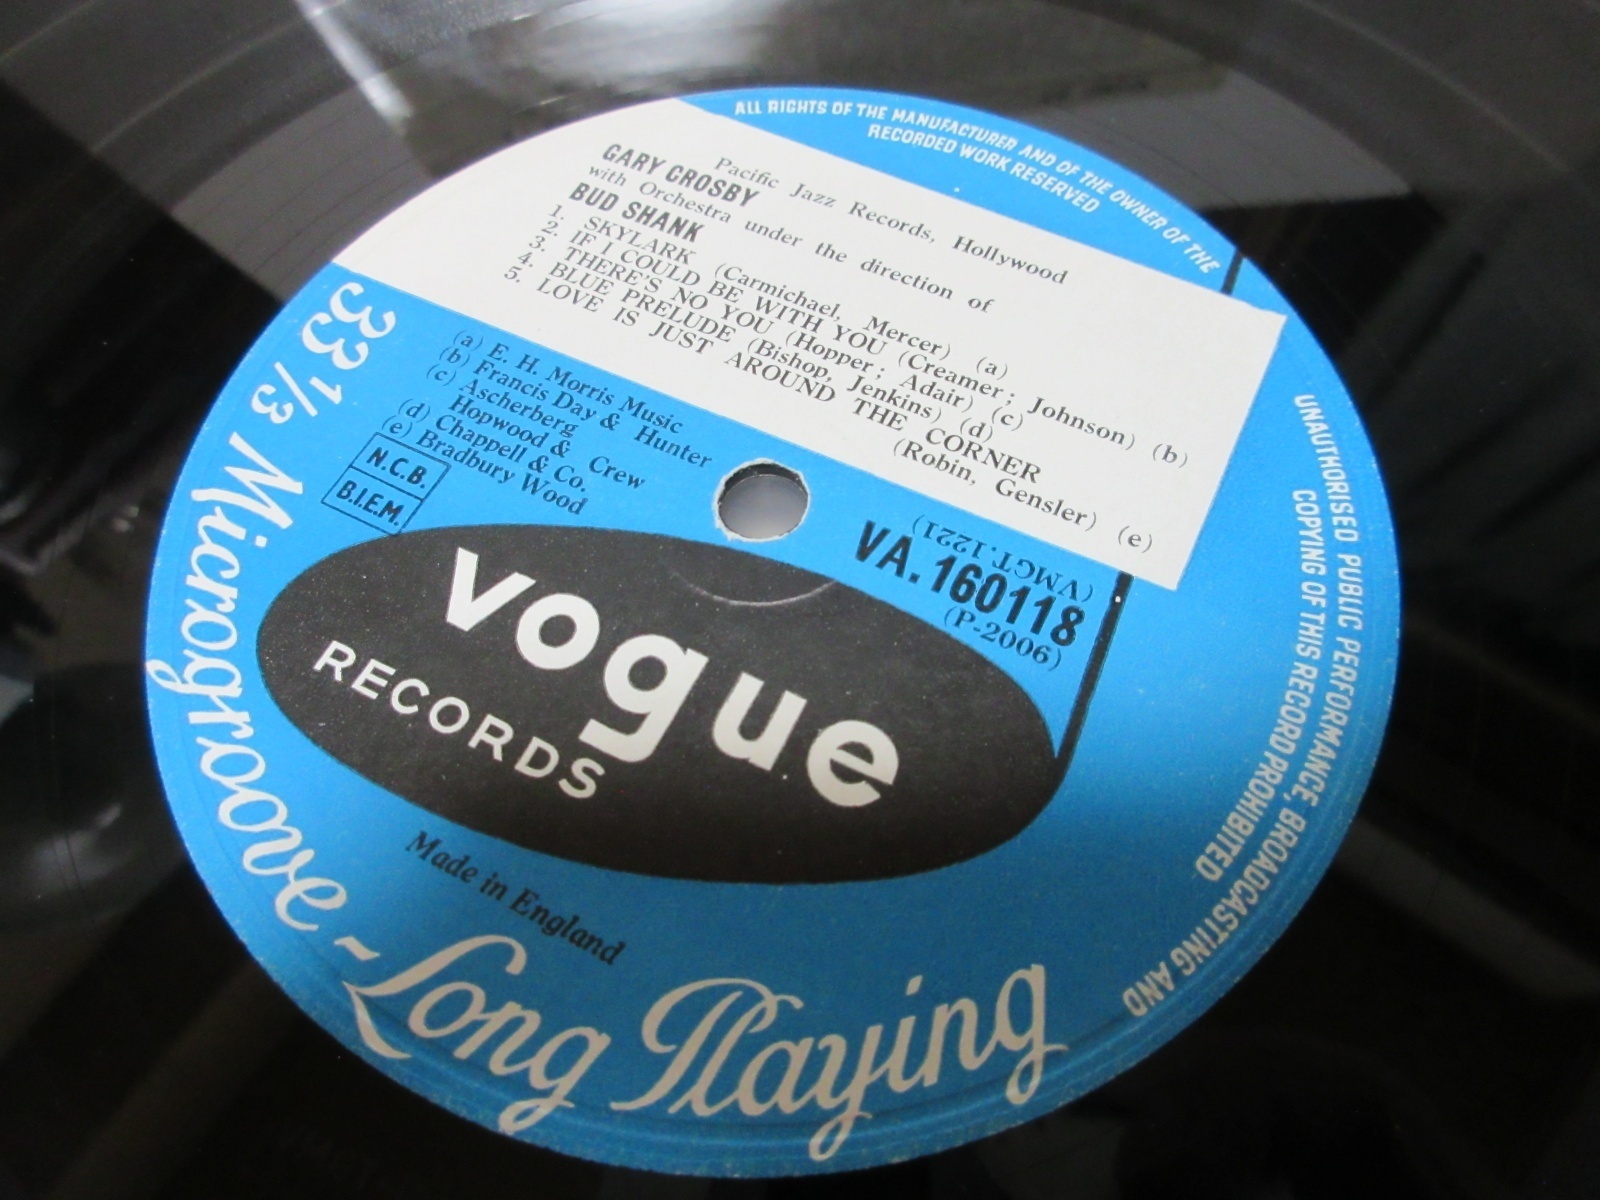 ALL RIGHTS OF THE MANUFACTURER AND OF THE OWNER OF THE
RECORDED WORK RESERVED
Pacific Jazz Records, Hollywood
GARY CROSBY
with Orchestra under the direction of
BUD SHANK
1. SKYLARK (Carmichael, Mercer) (a)
2. IF I COULD BE WITH YOU (Creamer; Johnson) (b)
3. THERE'S NO YOU (Hopper; Adair) (c)
4. BLUE PRELUDE (Bishop, Jenkins) (d)
5. LOVE IS JUST AROUND THE CORNER
(Robin, Gensler) (e)
(a) E. H. Morris Music
(b) Francis Day & Hunter
(c) Ascherberg
Hopwood & Crew
(d) Chappell & Co.
(e) Bradbury Wood
N.C.B.
B.I.E.M.
(VMGT.1221)
VA.160118
(P-2006)
vogue
RECORDS
Made in England
33 1/3 Microgroove - Long Playing
UNAUTHORISED PUBLIC PERFORMANCE, BROADCASTING AND
COPYING OF THIS RECORD PROHIBITED